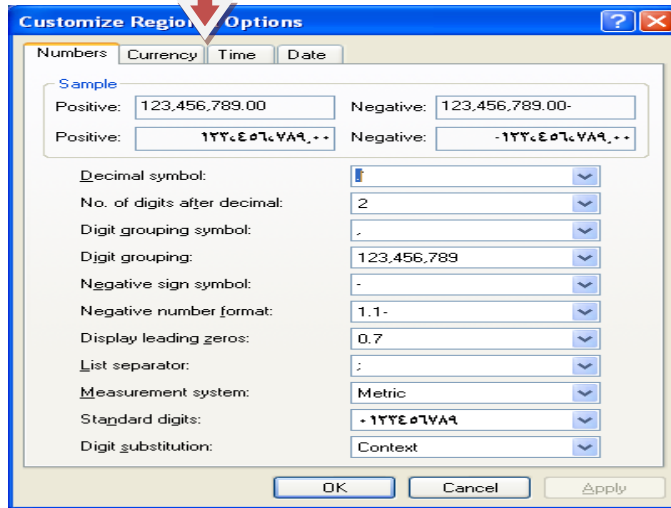 Customize Regional Options
Numbers Currency Time Date
Sample
Positive: 123,456,789.00 Negative: 123,456,789.00-
Positive: ١٢٣،٤٥٦،٧٨٩,٠٠ Negative: -١٢٣،٤٥٦،٧٨٩,٠٠
Decimal symbol:
No. of digits after decimal: 2
Digit grouping symbol: ,
Digit grouping: 123,456,789
Negative sign symbol: -
Negative number format: 1.1-
Display leading zeros: 0.7
List separator: ;
Measurement system: Metric
Standard digits: ٠١٢٣٤٥٦٧٨٩
Digit substitution: Context
OK Cancel Apply